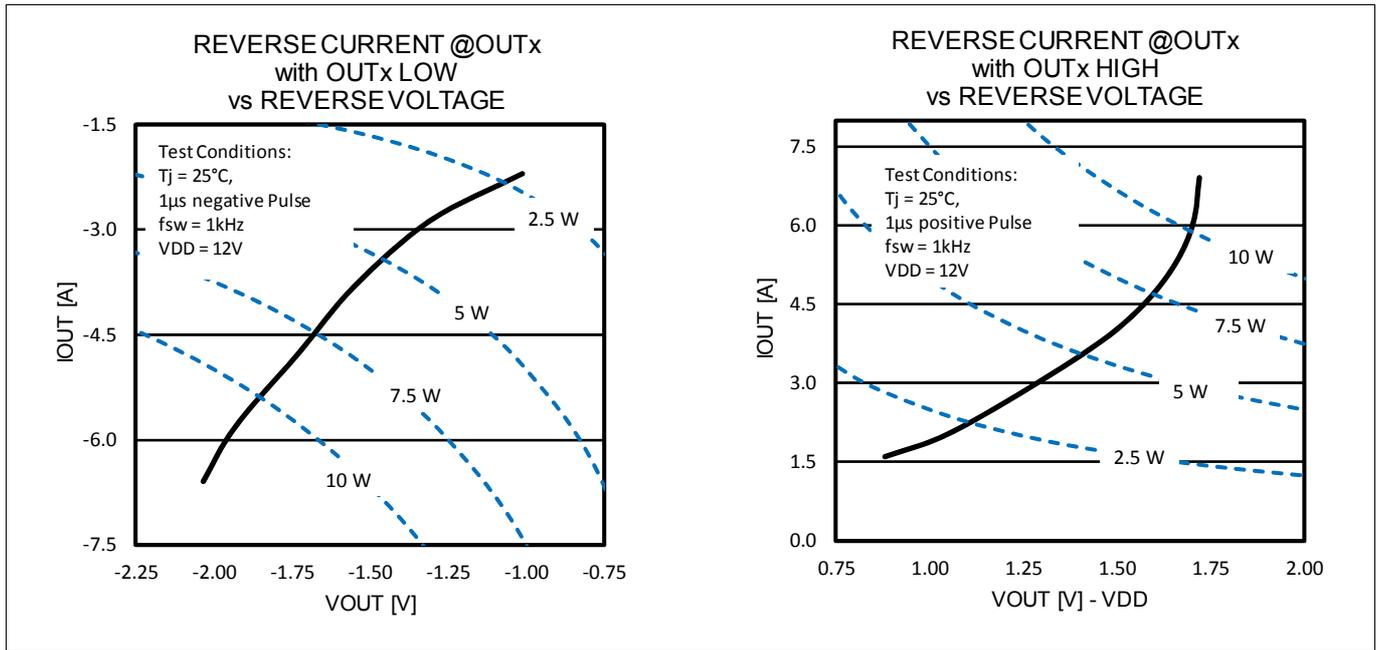 REVERSE CURRENT @OUTx
with OUTx LOW
vs REVERSE VOLTAGE
-1.5
-3.0
-4.5
-6.0
-7.5
IOUT [A]
Test Conditions:
Tj = 25°C,
1µs negative Pulse
fsw = 1kHz
VDD = 12V
2.5 W
5 W
7.5 W
10 W
-2.25 -2.00 -1.75 -1.50 -1.25 -1.00 -0.75
VOUT [V]
REVERSE CURRENT @OUTx
with OUTx HIGH
vs REVERSE VOLTAGE
7.5
6.0
4.5
3.0
1.5
0.0
IOUT [A]
Test Conditions:
Tj = 25°C,
1µs positive Pulse
fsw = 1kHz
VDD = 12V
10 W
7.5 W
5 W
2.5 W
0.75 1.00 1.25 1.50 1.75 2.00
VOUT [V] - VDD